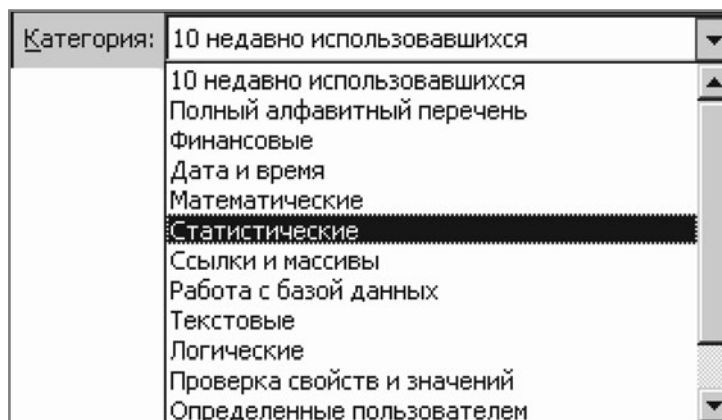 Категория: 10 недавно использовавшихся
10 недавно использовавшихся
Полный алфавитный перечень
Финансовые
Дата и время
Математические
Статистические
Ссылки и массивы
Работа с базой данных
Текстовые
Логические
Проверка свойств и значений
Определенные пользователем